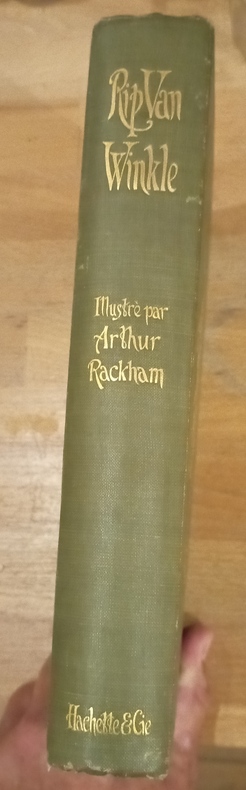 Rip Van
Winkle
Illustré par
Arthur
Rackham
Hachette & Cie